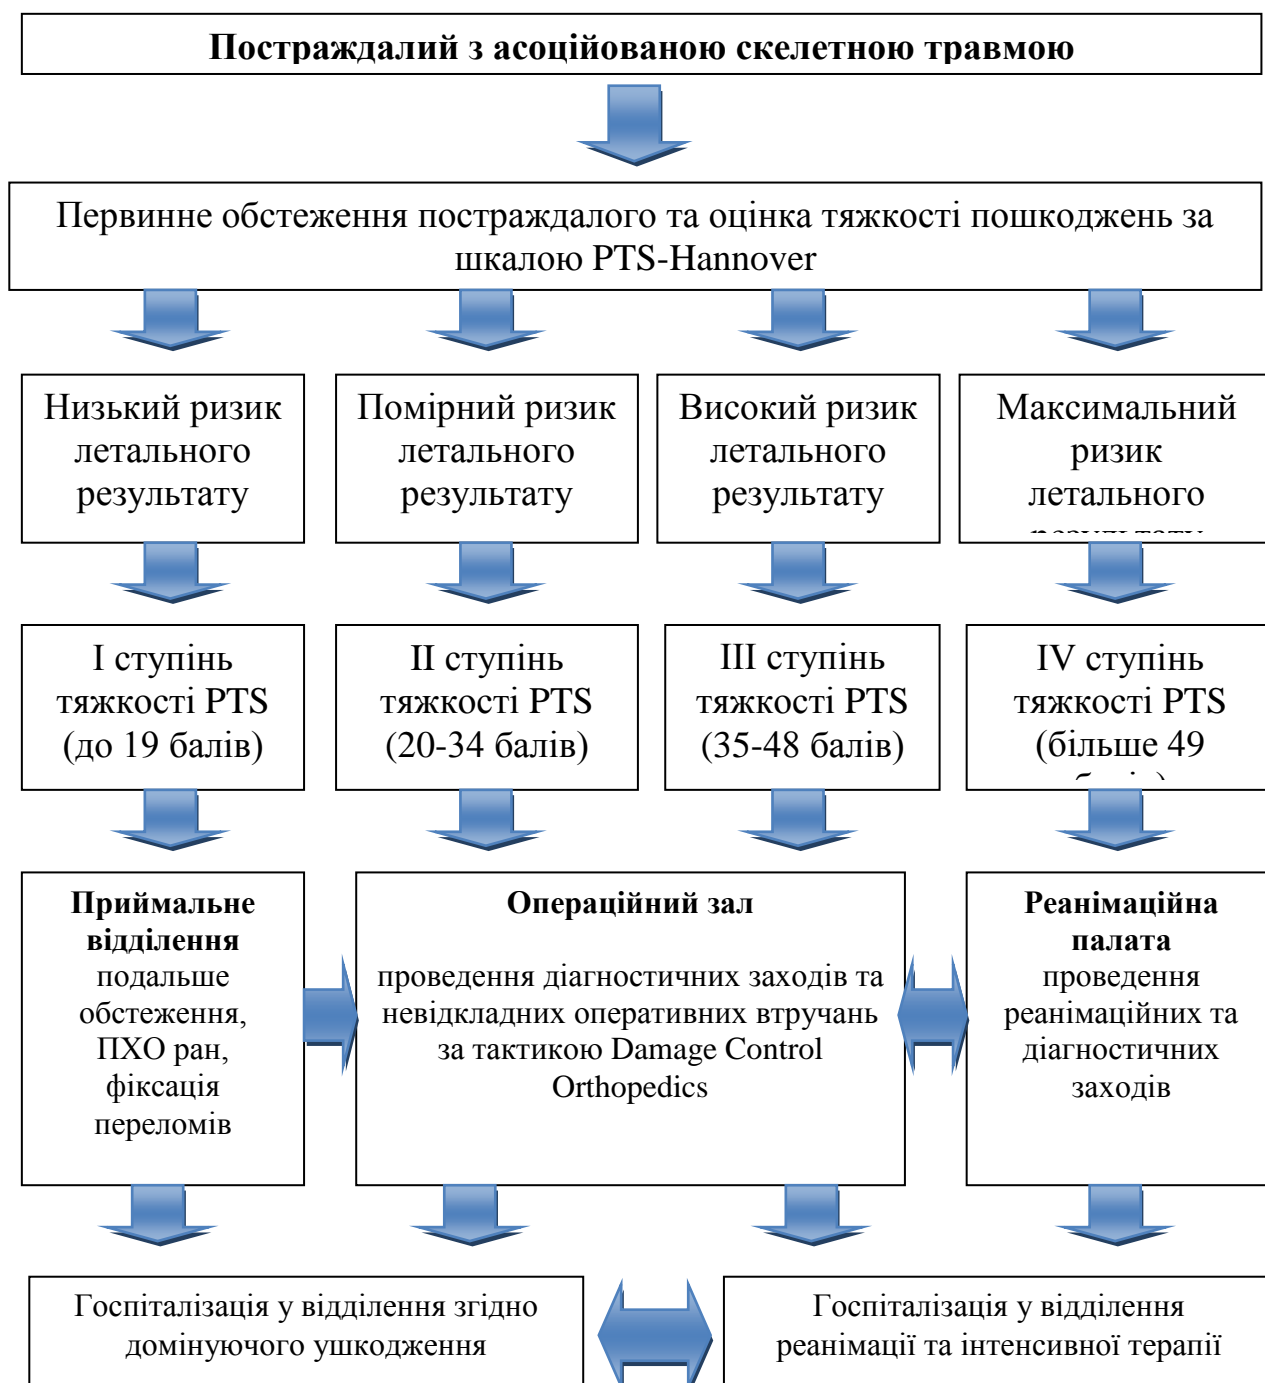 Постраждалий з асоційованою скелетною травмою
Первинне обстеження постраждалого та оцінка тяжкості пошкоджень за
шкалою PTS-Hannover
Низький ризик
летального
результату
Помірний ризик
летального
результату
Високий ризик
летального
результату
Максимальний
ризик
летального
результату
І ступінь
тяжкості PTS
(до 19 балів)
ІІ ступінь
тяжкості PTS
(20-34 балів)
ІІІ ступінь
тяжкості PTS
(35-48 балів)
IV ступінь
тяжкості PTS
(більше 49
Приймальне
відділення
подальше
обстеження,
ПХО ран,
фіксація
переломів
Операційний зал
проведення діагностичних заходів та
невідкладних оперативних втручань
за тактикою Damage Control
Orthopedics
Реанімаційна
палата
проведення
реанімаційних та
діагностичних
заходів
Госпіталізація у відділення згідно
домінуючого ушкодження
Госпіталізація у відділення
реанімації та інтенсивної терапії